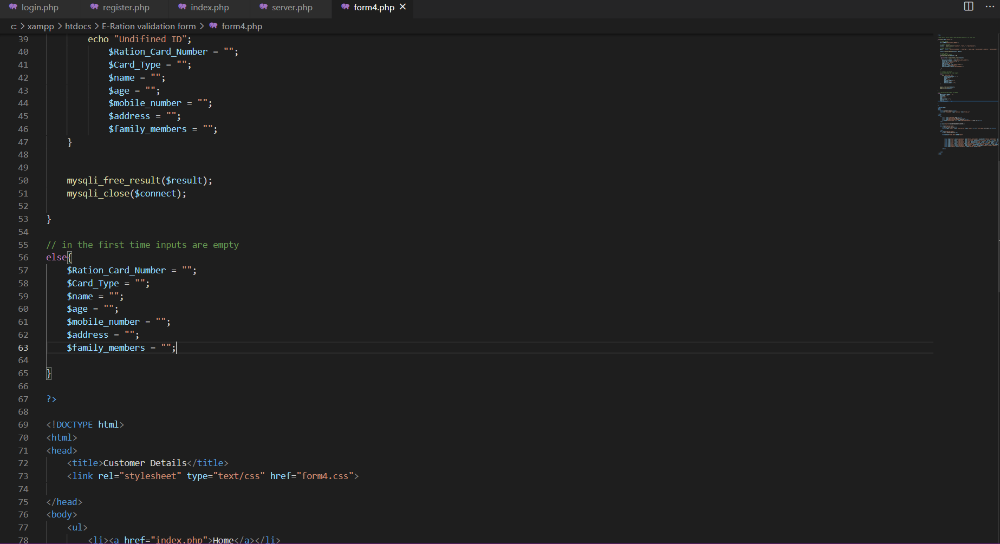 login.php register.php index.php server.php form4.php ✕ ···
c: > xampp > htdocs > E-Ration validation form > form4.php
39 echo "Undifined ID";
40 $Ration_Card_Number = "";
41 $Card_Type = "";
42 $name = "";
43 $age = "";
44 $mobile_number = "";
45 $address = "";
46 $family_members = "";
47 }
48
49
50 mysqli_free_result($result);
51 mysqli_close($connect);
52
53 }
54
55 // in the first time inputs are empty
56 else{
57 $Ration_Card_Number = "";
58 $Card_Type = "";
59 $name = "";
60 $age = "";
61 $mobile_number = "";
62 $address = "";
63 $family_members = "";
64
65 }
66
67 ?>
68
69 <!DOCTYPE html>
70 <html>
71 <head>
72 <title>Customer Details</title>
73 <link rel="stylesheet" type="text/css" href="form4.css">
74
75 </head>
76 <body>
77 <ul>
78 <li><a href="index.php">Home</a></li>